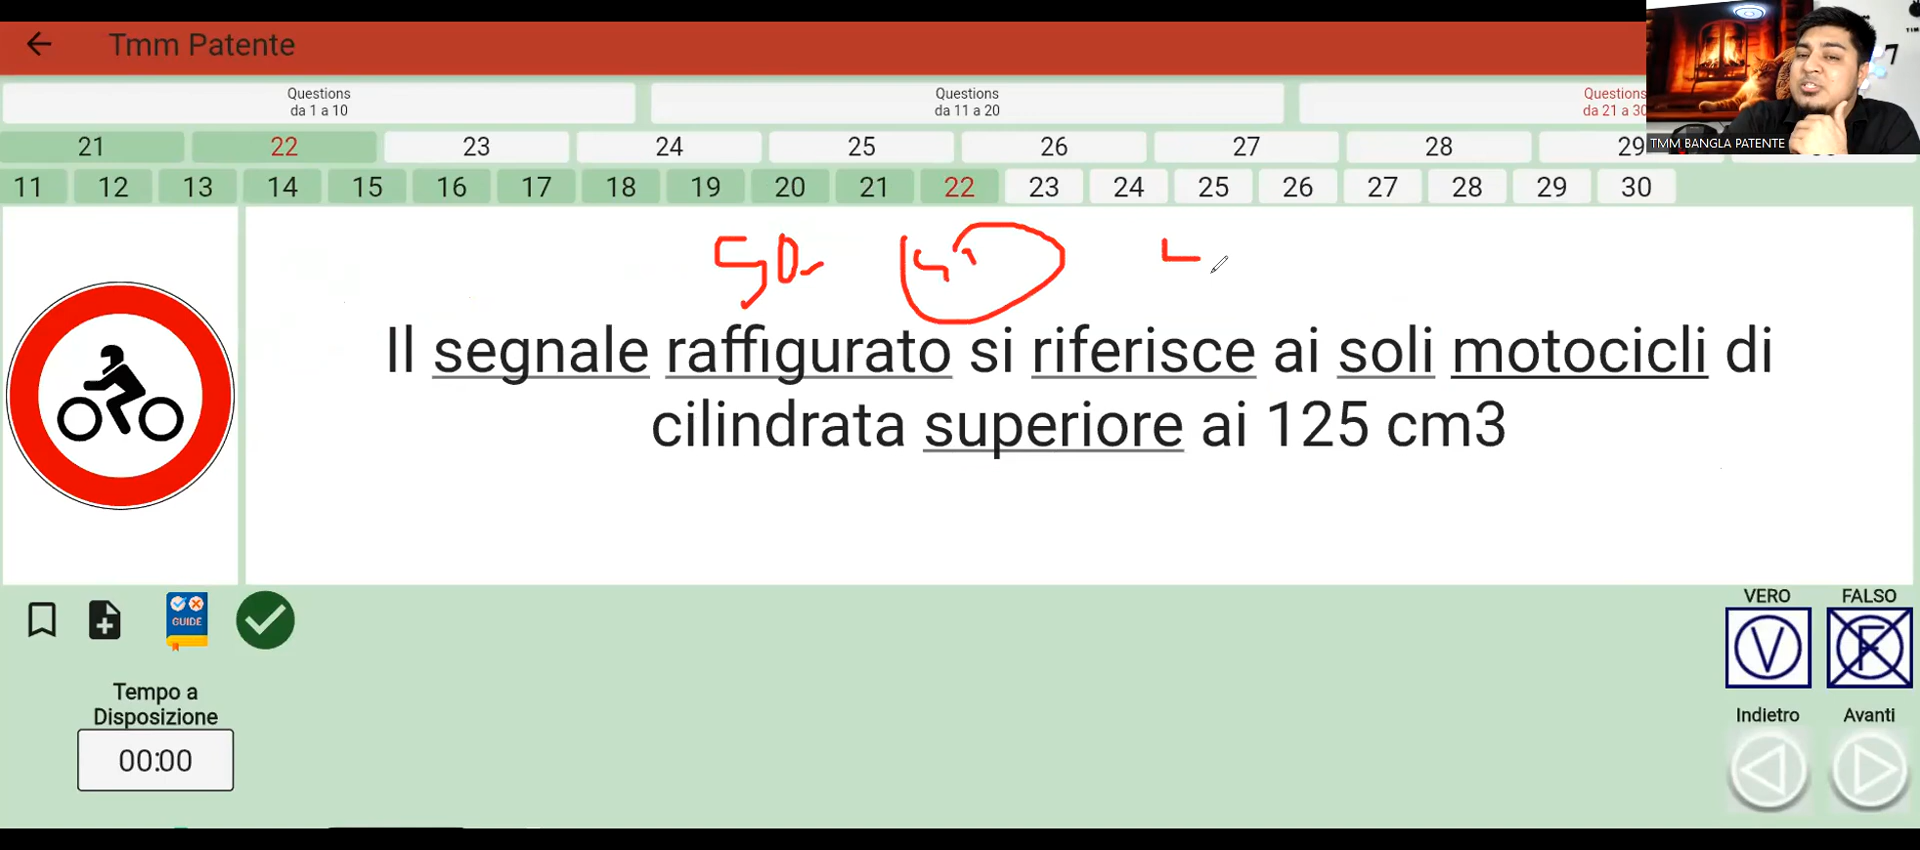 Tmm Patente
Questions
da 1 a 10
Questions
da 11 a 20
Questions
da 21 a 30
21 22 23 24 25 26 27 28 29
11 12 13 14 15 16 17 18 19 20 21 22 23 24 25 26 27 28 29 30
TMM BANGLA PATENTE
50
Il segnale raffigurato si riferisce ai soli motocicli di
cilindrata superiore ai 125 cm3
GUIDE
VERO FALSO
V F
Tempo a
Disposizione
00:00
Indietro Avanti